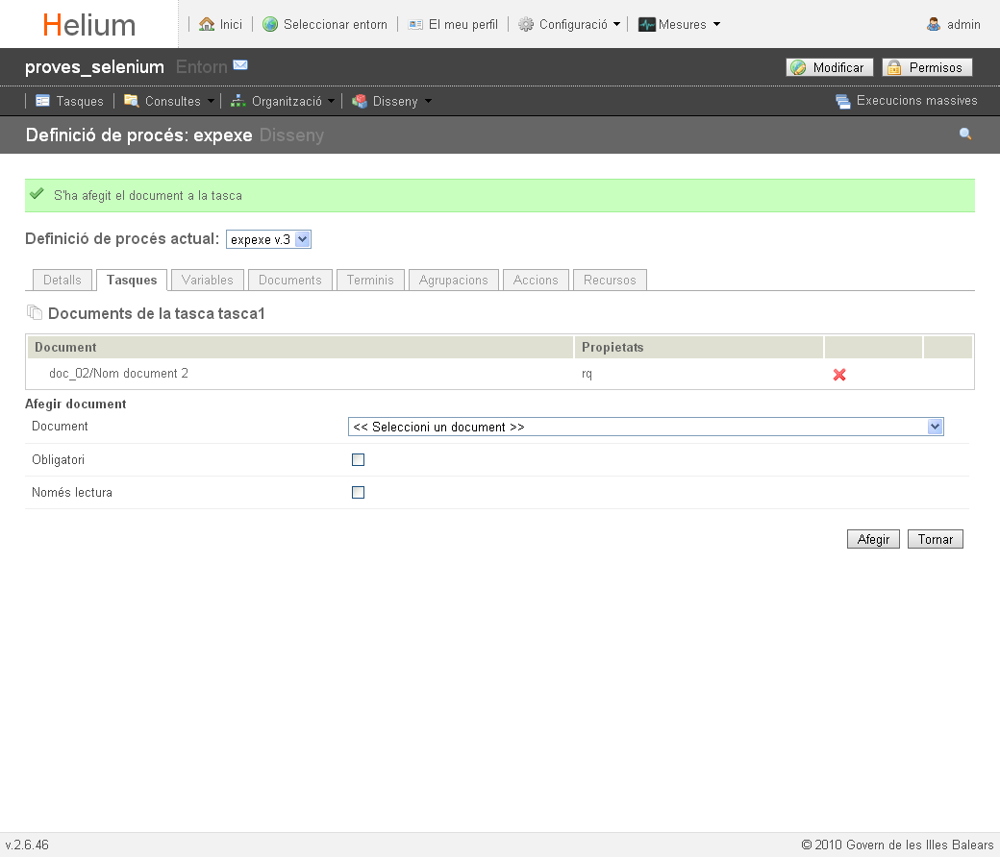 Helium
Inici
Seleccionar entorn
El meu perfil
Configuració
Mesures
admin
proves_selenium Entorn
Modificar
Permisos
Tasques
Consultes
Organització
Disseny
Execucions massives
Definició de procés: expexe Disseny
S'ha afegit el document a la tasca
Definició de procés actual: expexe v.3
Detalls
Tasques
Variables
Documents
Terminis
Agrupacions
Accions
Recursos
Documents de la tasca tasca1
Document Propietats
doc_02/Nom document 2 rq
Afegir document
Document << Seleccioni un document >>
Obligatori
Només lectura
Afegir Tornar
v.2.6.46 © 2010 Govern de les Illes Balears